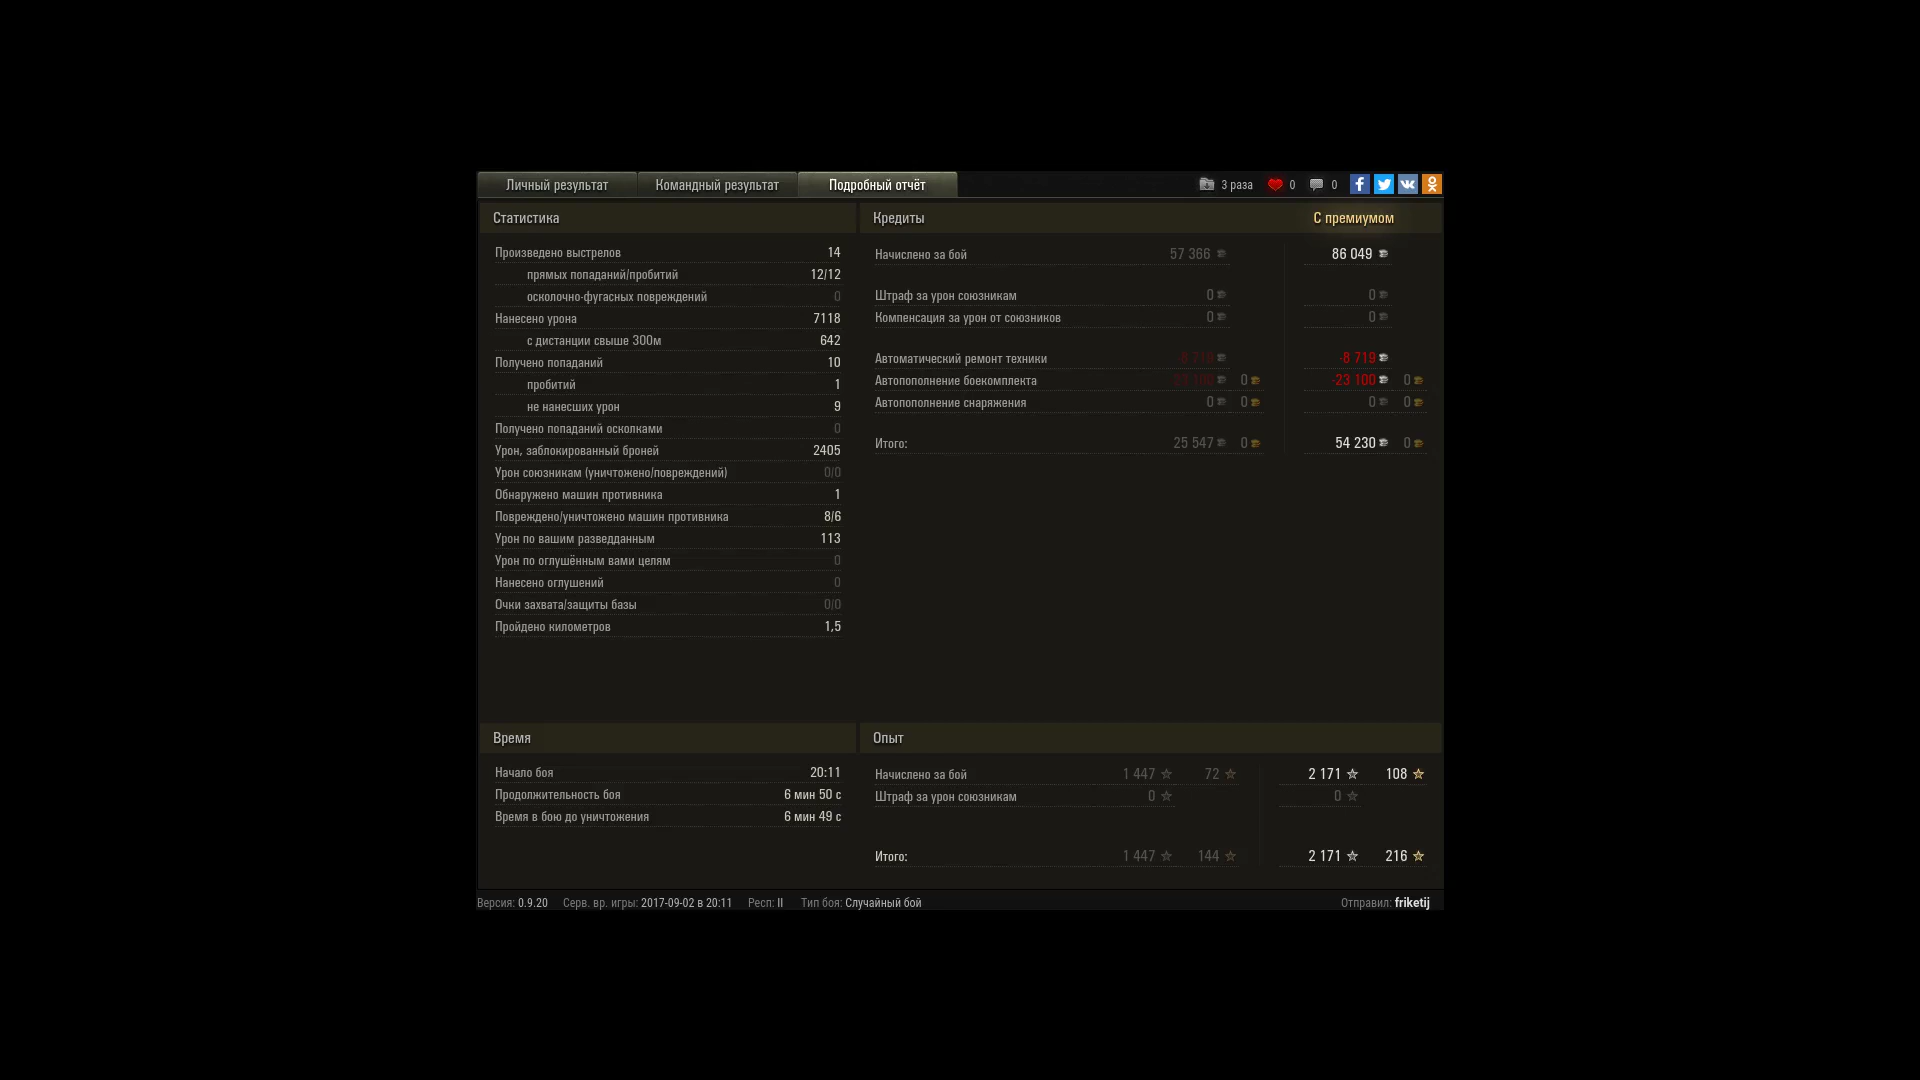 Личный результат Командный результат Подробный отчёт 3 раза 0 0
Статистика
Произведено выстрелов 14
прямых попаданий/пробитий 12/12
осколочно-фугасных повреждений 0
Нанесено урона 7118
с дистанции свыше 300м 642
Получено попаданий 10
пробитий 1
не нанесших урон 9
Получено попаданий осколками 0
Урон, заблокированный броней 2405
Урон союзникам (уничтожено/повреждений) 0/0
Обнаружено машин противника 1
Повреждено/уничтожено машин противника 8/6
Урон по вашим разведданным 113
Урон по оглушённым вами целям 0
Нанесено оглушений 0
Очки захвата/защиты базы 0/0
Пройдено километров 1,5
Кредиты С премиумом
Начислено за бой 57 366 86 049
Штраф за урон союзникам 0 0
Компенсация за урон от союзников 0 0
Автоматический ремонт техники -8 719 -8 719
Автопополнение боекомплекта -23 100 0 -23 100 0
Автопополнение снаряжения 0 0 0 0
Итого: 25 547 0 54 230 0
Время
Начало боя 20:11
Продолжительность боя 6 мин 50 с
Время в бою до уничтожения 6 мин 49 с
Опыт
Начислено за бой 1 447 72 2 171 108
Штраф за урон союзникам 0 0
Итого: 1 447 144 2 171 216
Версия: 0.9.20 Серв. вр. игры: 2017-09-02 в 20:11 Респ: II Тип боя: Случайный бой Отправил: friketij